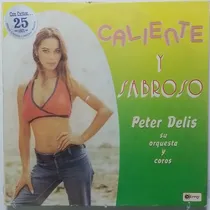 25
CALIENTE
Y
SABROSO
Peter Delis
su
orquesta
y
coros